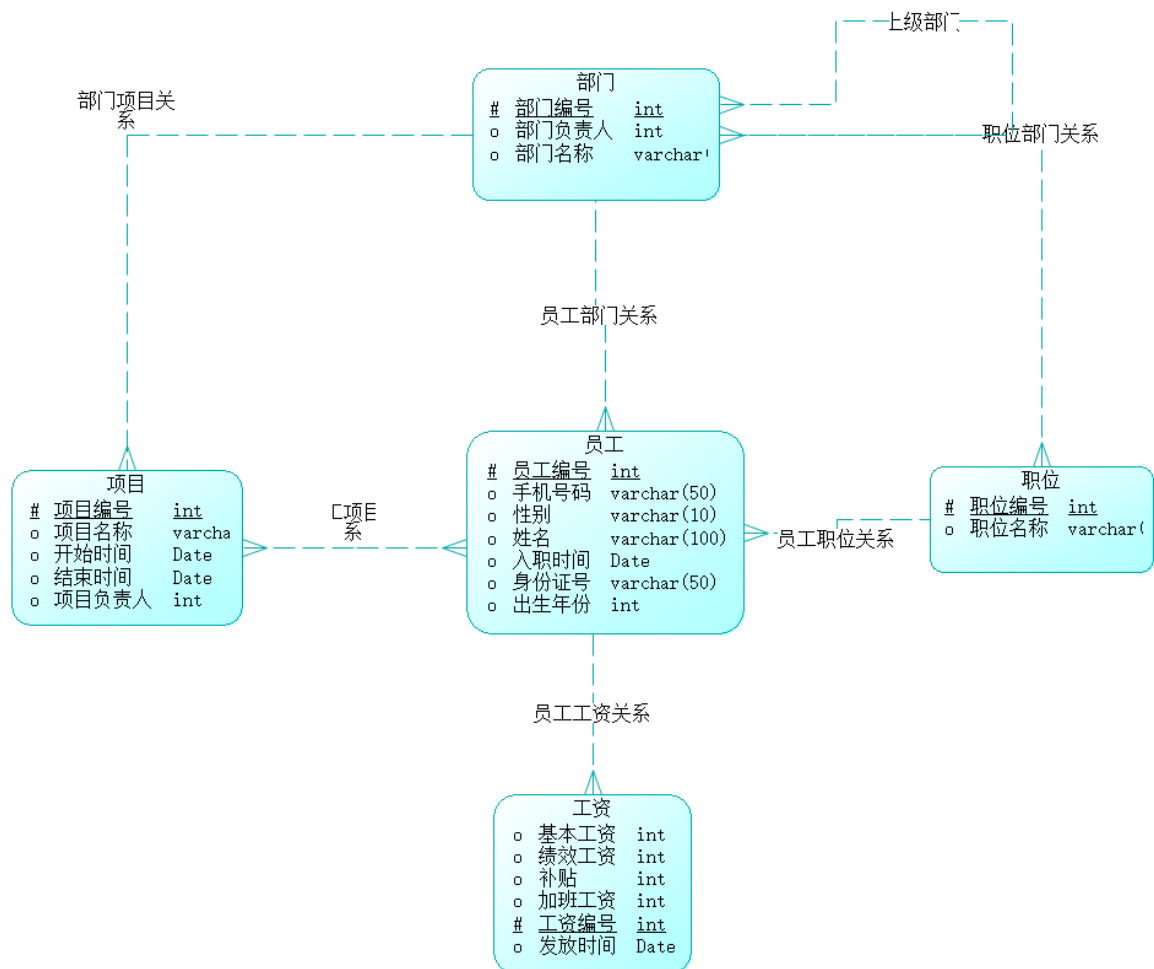 上级部门
部门
# 部门编号 int
o 部门负责人 int
o 部门名称 varchar
部门项目关
系
职位部门关系
员工部门关系
员工
# 员工编号 int
o 手机号码 varchar(50)
o 性别 varchar(10)
o 姓名 varchar(100)
o 入职时间 Date
o 身份证号 varchar(50)
o 出生年份 int
项目
# 项目编号 int
o 项目名称 varcha
o 开始时间 Date
o 结束时间 Date
o 项目负责人 int
项目
系
职位
# 职位编号 int
o 职位名称 varchar(
员工职位关系
员工工资关系
工资
o 基本工资 int
o 绩效工资 int
o 补贴 int
o 加班工资 int
# 工资编号 int
o 发放时间 Date